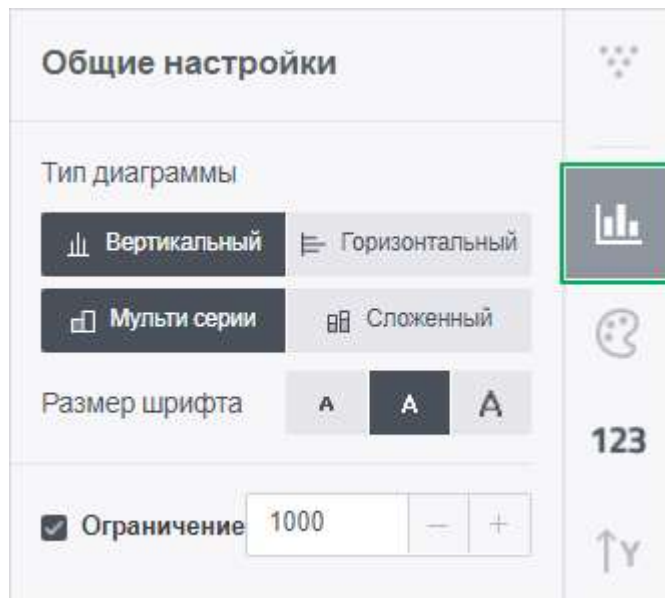 Общие настройки
Тип диаграммы
Вертикальный Горизонтальный
Мульти серии Сложенный
Размер шрифта A A A
123
Ограничение 1000 − +
Y